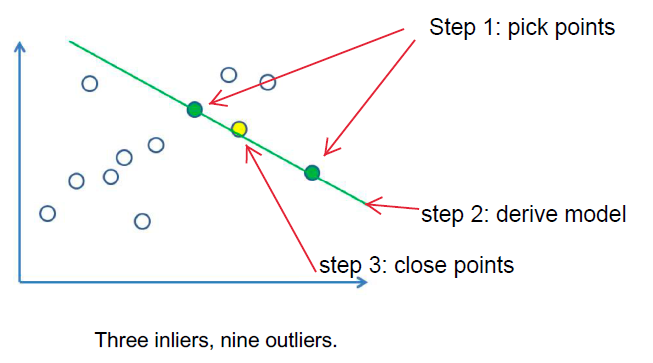 Step 1: pick points
step 2: derive model
step 3: close points
Three inliers, nine outliers.